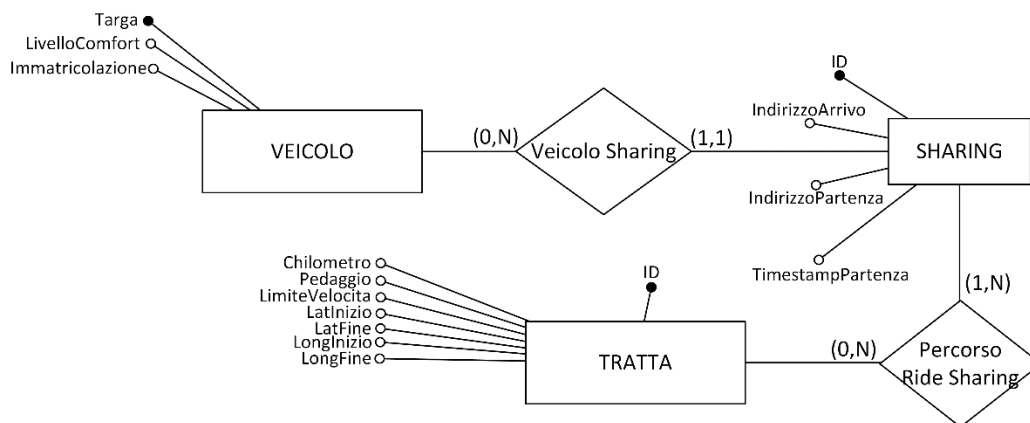 Targa
LivelloComfort
Immatricolazione
VEICOLO
(0,N)
Veicolo Sharing
(1,1)
ID
IndirizzoArrivo
SHARING
IndirizzoPartenza
TimestampPartenza
(1,N)
Chilometro
Pedaggio
LimiteVelocita
LatInizio
LatFine
LongInizio
LongFine
ID
TRATTA
(0,N)
Percorso
Ride Sharing